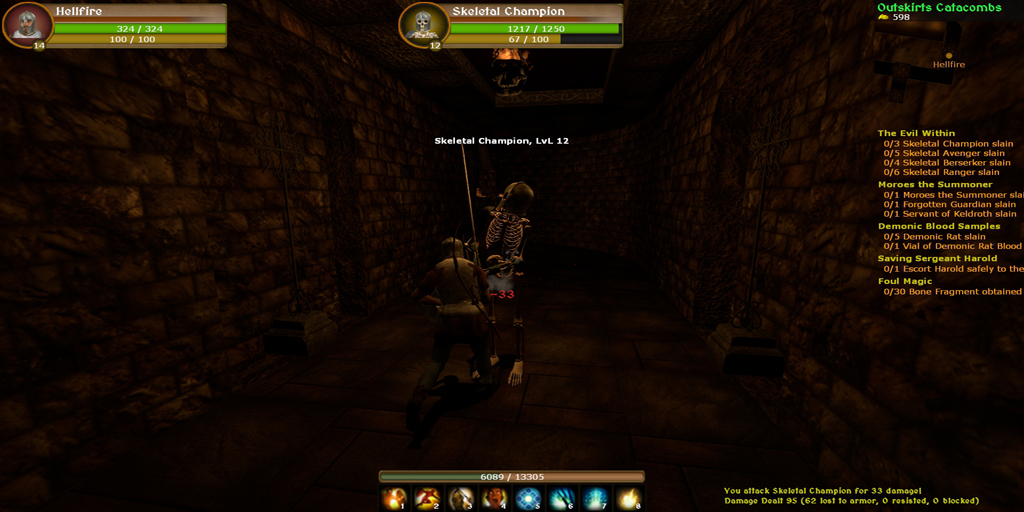 Hellfire
324 / 324
100 / 100
14
Skeletal Champion
1217 / 1250
67 / 100
12
Outskirts Catacombs
598
Hellfire
Skeletal Champion, LvL 12
The Evil Within
0/3 Skeletal Champion slain
0/5 Skeletal Avenger slain
0/4 Skeletal Berserker slain
0/6 Skeletal Ranger slain
Moroes the Summoner
0/1 Moroes the Summoner slai
0/1 Forgotten Guardian slain
0/1 Servant of Keldroth slain
Demonic Blood Samples
0/5 Demonic Rat slain
0/1 Vial of Demonic Rat Blood
Saving Sergeant Harold
0/1 Escort Harold safely to the
Foul Magic
0/30 Bone Fragment obtained
-33
6089 / 13305
1 2 3 4 5 6 7 8
You attack Skeletal Champion for 33 damage!
Damage Dealt 95 (62 lost to armor, 0 resisted, 0 blocked)